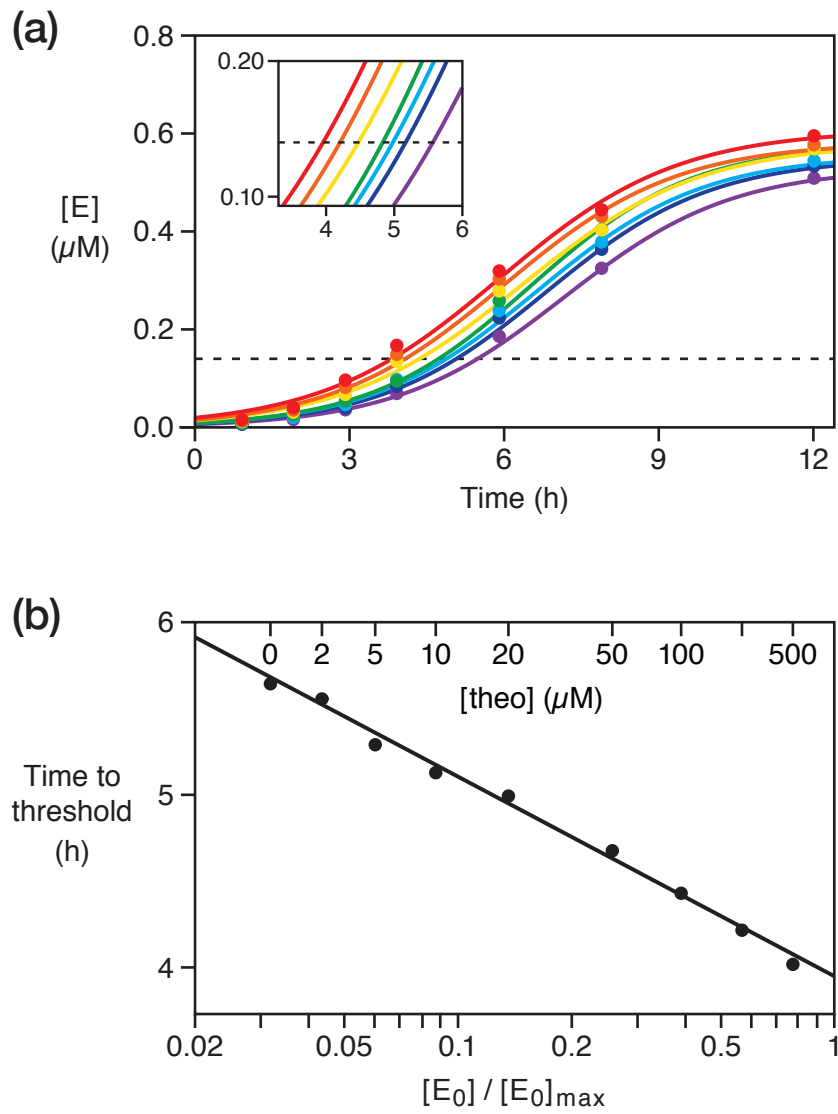 (a)
0.8
0.6
0.4
0.2
0.0
[E]
(µM)
0.20
0.10
4 5 6
0 3 6 9 12
Time (h)
(b)
6
5
4
Time to
threshold
(h)
0 2 5 10 20 50 100 500
[theo] (µM)
0.02 0.05 0.1 0.2 0.5 1
[E₀] / [E₀]max